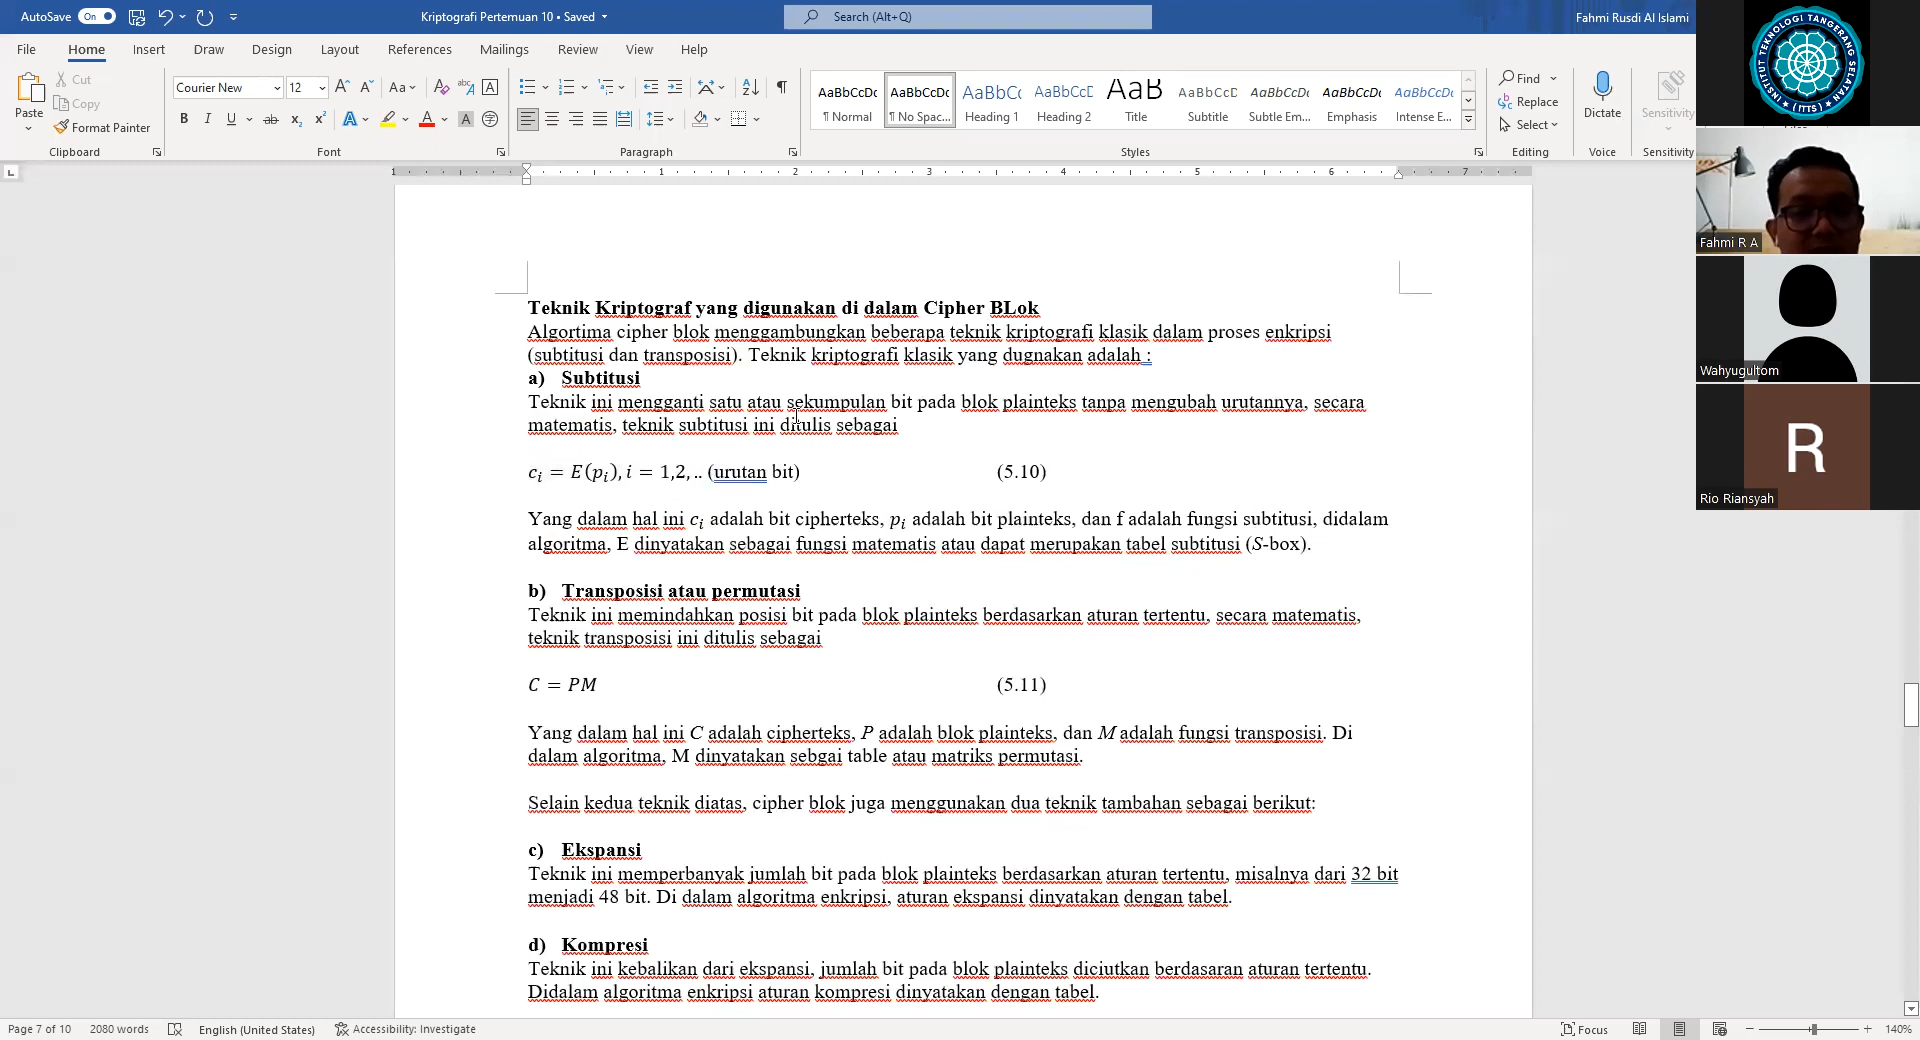 AutoSave On Kriptografi Pertemuan 10 • Saved Search (Alt+Q) Fahmi Rusdi Al Islami
File Home Insert Draw Design Layout References Mailings Review View Help
Paste Cut Copy Format Painter Clipboard
Courier New 12 Aa Font
Paragraph
AaBbCcDc AaBbCcDc AaBbCc AaBbCcE AaB AaBbCcD AaBbCcDc AaBbCcDc AaBbCcDc
¶ Normal ¶ No Spac... Heading 1 Heading 2 Title Subtitle Subtle Em... Emphasis Intense E...
Styles
Find Replace Select Editing
Dictate Voice
Sensitivity Sensitivity
1 1 2 3 4 5 6 7
INSTITUT TEKNOLOGI TANGERANG SELATAN (ITTS)
Fahmi R A
Wahyugultom
R
Rio Riansyah
Teknik Kriptograf yang digunakan di dalam Cipher BLok
Algortima cipher blok menggambungkan beberapa teknik kriptografi klasik dalam proses enkripsi
(subtitusi dan transposisi). Teknik kriptografi klasik yang dugnakan adalah :
a) Subtitusi
Teknik ini mengganti satu atau sekumpulan bit pada blok plainteks tanpa mengubah urutannya, secara
matematis, teknik subtitusi ini ditulis sebagai
cᵢ = E(pᵢ), i = 1,2, .. (urutan bit) (5.10)
Yang dalam hal ini cᵢ adalah bit cipherteks, pᵢ adalah bit plainteks, dan f adalah fungsi subtitusi, didalam
algoritma, E dinyatakan sebagai fungsi matematis atau dapat merupakan tabel subtitusi (S-box).
b) Transposisi atau permutasi
Teknik ini memindahkan posisi bit pada blok plainteks berdasarkan aturan tertentu, secara matematis,
teknik transposisi ini ditulis sebagai
C = PM (5.11)
Yang dalam hal ini C adalah cipherteks, P adalah blok plainteks, dan M adalah fungsi transposisi. Di
dalam algoritma, M dinyatakan sebgai table atau matriks permutasi.
Selain kedua teknik diatas, cipher blok juga menggunakan dua teknik tambahan sebagai berikut:
c) Ekspansi
Teknik ini memperbanyak jumlah bit pada blok plainteks berdasarkan aturan tertentu, misalnya dari 32 bit
menjadi 48 bit. Di dalam algoritma enkripsi, aturan ekspansi dinyatakan dengan tabel.
d) Kompresi
Teknik ini kebalikan dari ekspansi, jumlah bit pada blok plainteks diciutkan berdasaran aturan tertentu.
Didalam algoritma enkripsi aturan kompresi dinyatakan dengan tabel.
Page 7 of 10 2080 words English (United States) Accessibility: Investigate Focus 140%